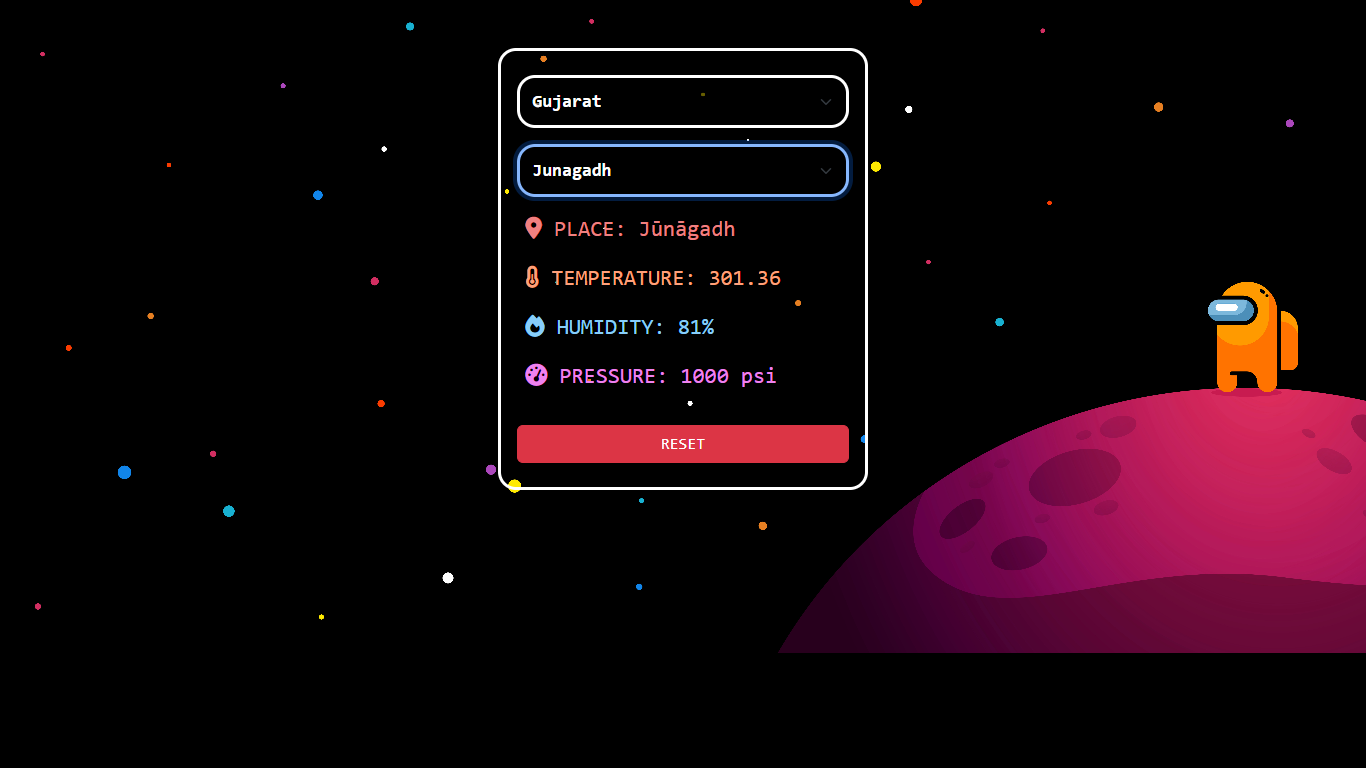 Gujarat
Junagadh
PLACE: Jūnāgadh
TEMPERATURE: 301.36
HUMIDITY: 81%
PRESSURE: 1000 psi
RESET